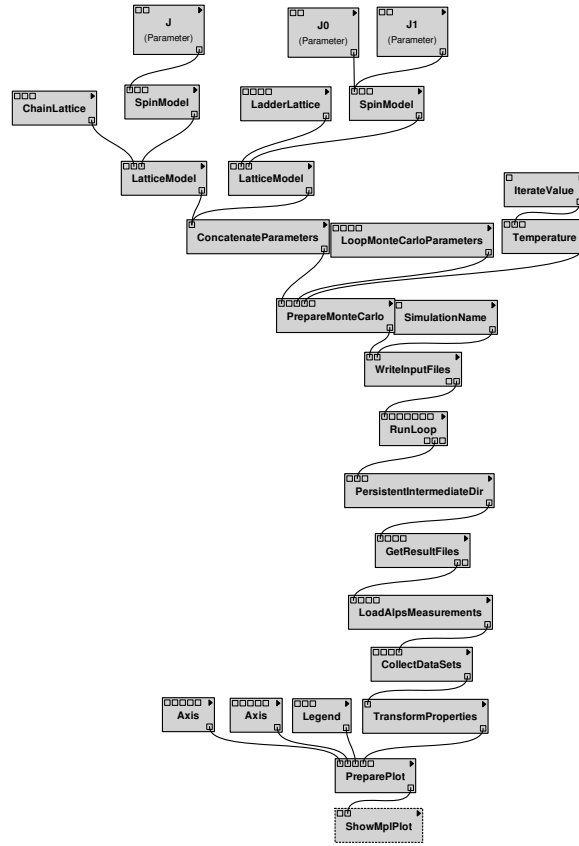 J
(Parameter)
J0
(Parameter)
J1
(Parameter)
ChainLattice
SpinModel
LadderLattice
SpinModel
LatticeModel
LatticeModel
IterateValue
ConcatenateParameters
LoopMonteCarloParameters
Temperature
PrepareMonteCarlo
SimulationName
WriteInputFiles
RunLoop
PersistentIntermediateDir
GetResultFiles
LoadAlpsMeasurements
CollectDataSets
Axis
Axis
Legend
TransformProperties
PreparePlot
ShowMplPlot